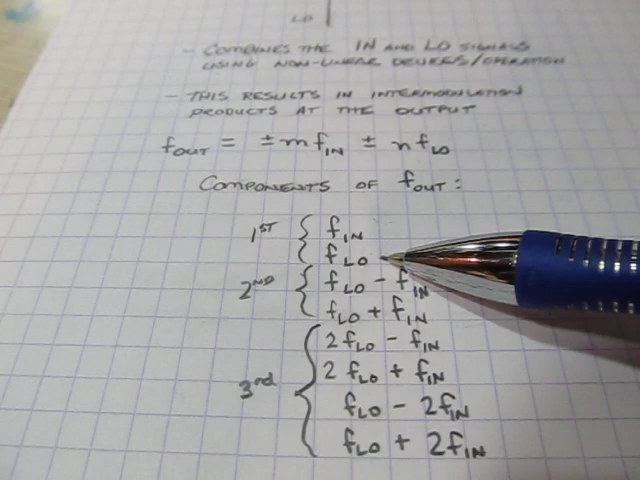 LO
- COMBINES THE IN AND LO SIGNALS
USING NON-LINEAR DEVICES/OPERATION
- THIS RESULTS IN INTERMODULATION
PRODUCTS AT THE OUTPUT
fOUT = ±m fIN ± n fLO
COMPONENTS OF fOUT:
1ST { fIN
fLO
2ND { fLO - fIN
fLO + fIN
3rd { 2fLO - fIN
2fLO + fIN
fLO - 2fIN
fLO + 2fIN